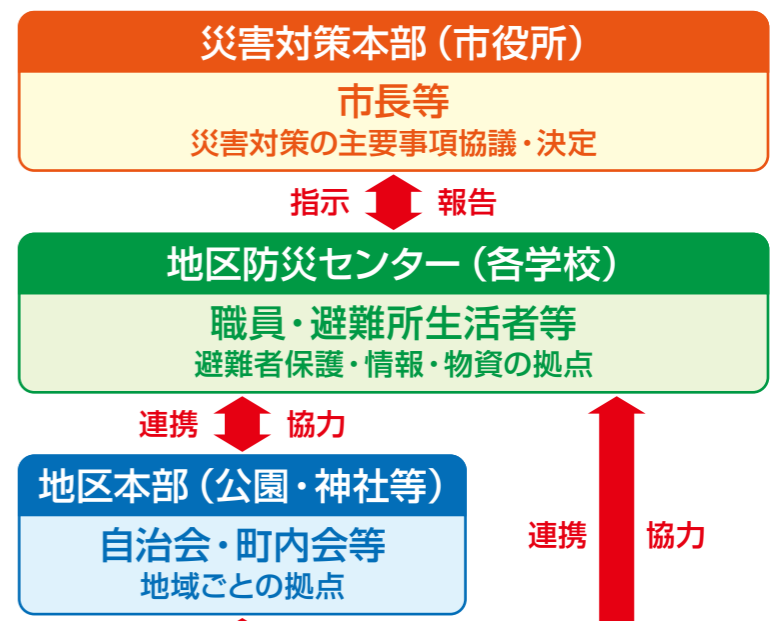 災害対策本部（市役所）
市長等
災害対策の主要事項協議・決定
指示 報告
地区防災センター（各学校）
職員・避難所生活者等
避難者保護・情報・物資の拠点
連携 協力
地区本部（公園・神社等）
自治会・町内会等
地域ごとの拠点
連携 協力